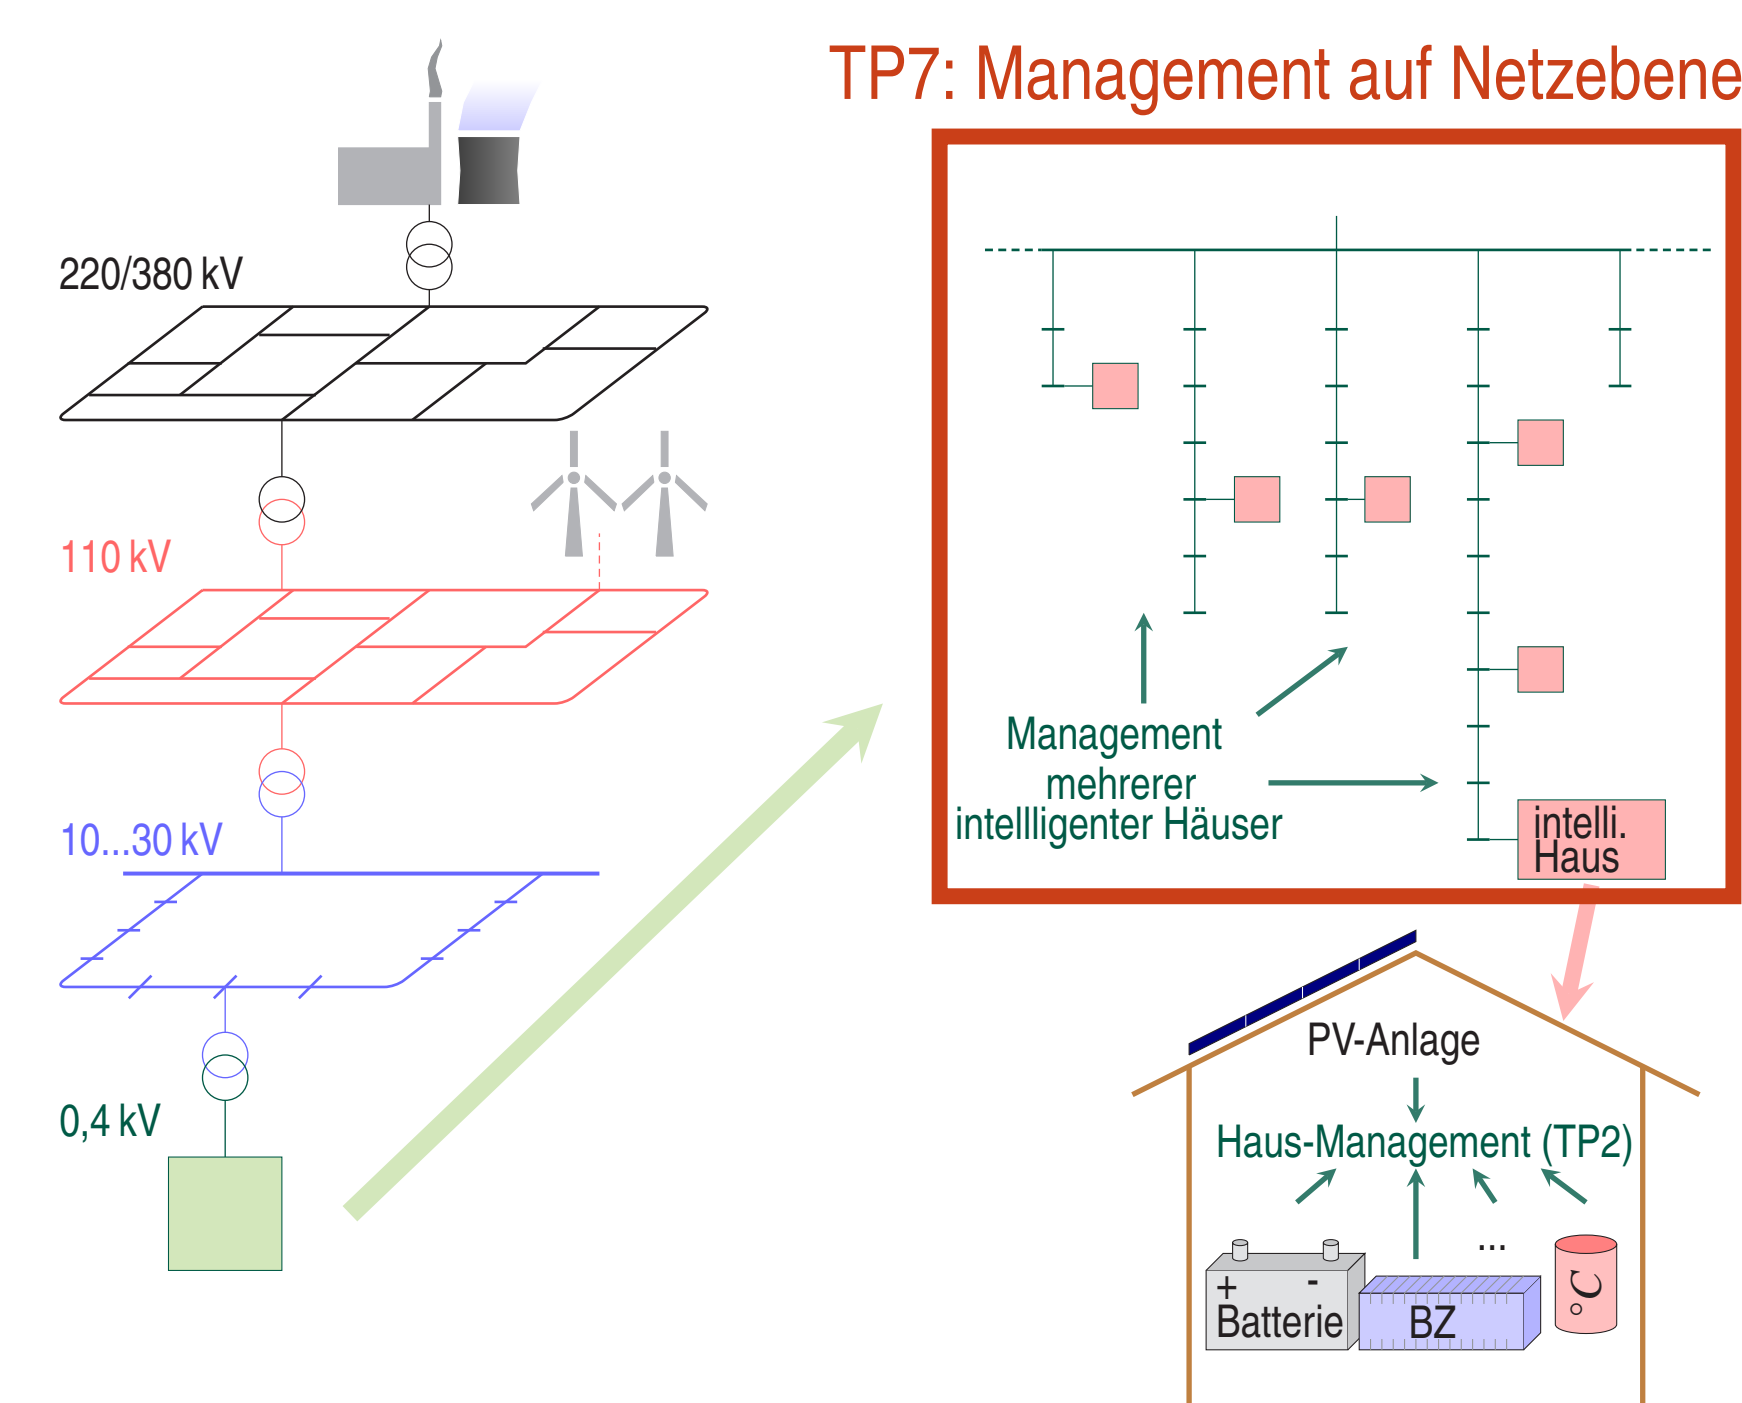 TP7: Management auf Netzebene
220/380 kV
110 kV
10...30 kV
0,4 kV
Management
mehrerer
intellligenter Häuser
intelli.
Haus
PV-Anlage
Haus-Management (TP2)
...
+ -
Batterie
BZ
°C